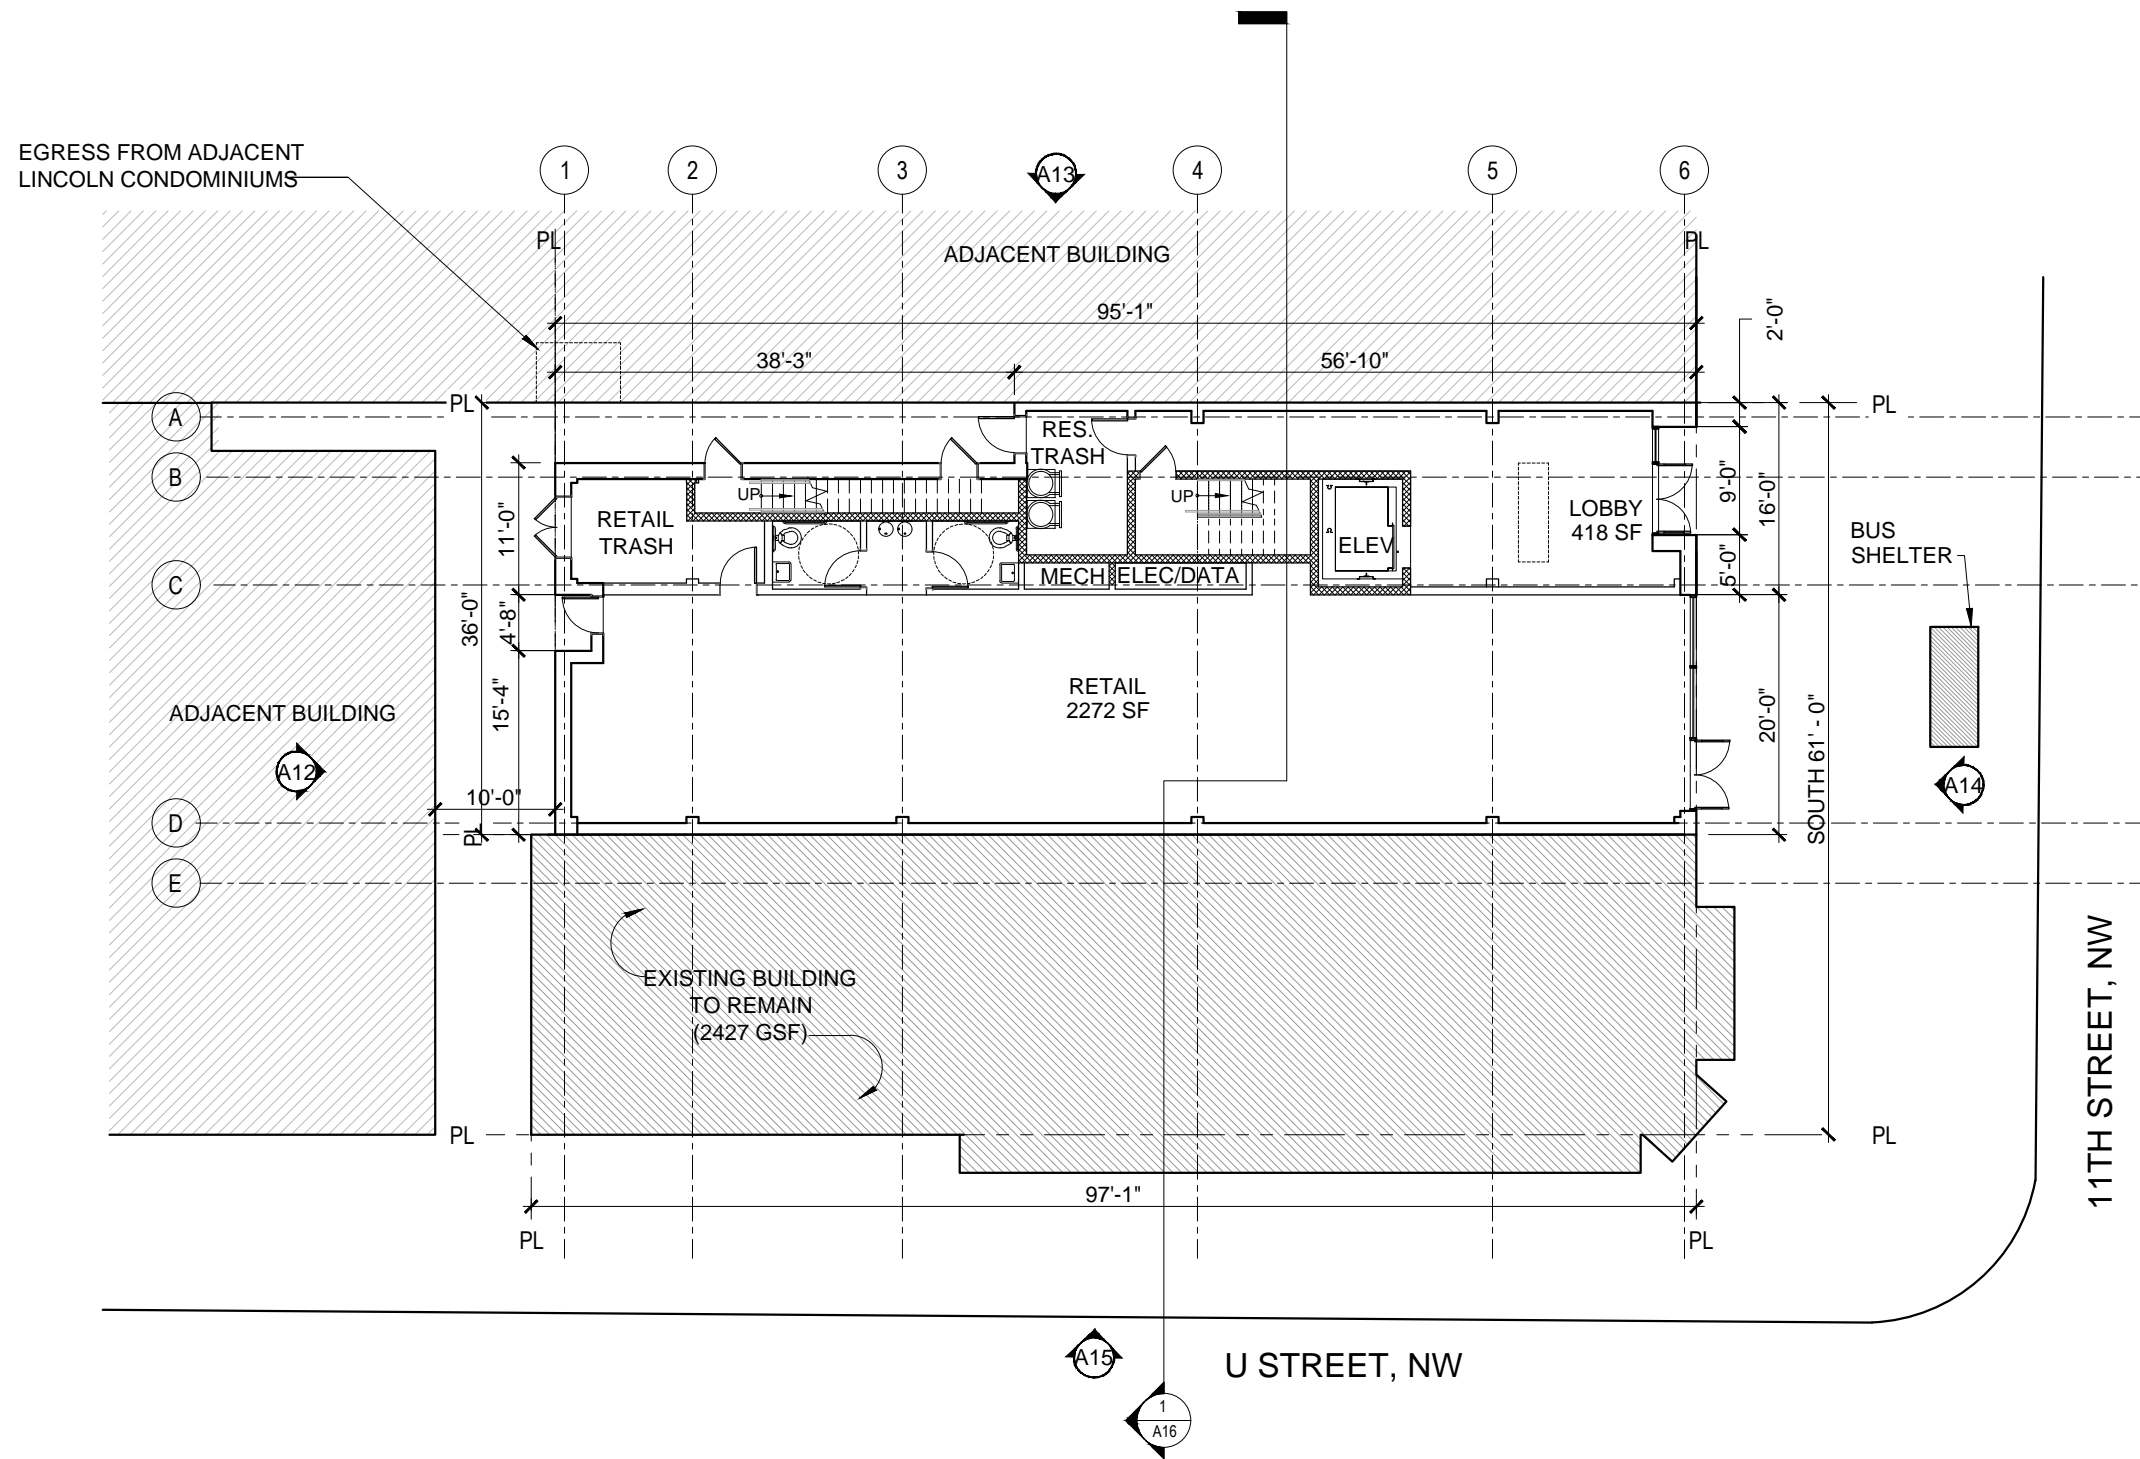 EGRESS FROM ADJACENT
LINCOLN CONDOMINIUMS
1
2
3
A13
4
5
6
PL
PL
ADJACENT BUILDING
95'-1"
2'-0"
38'-3"
56'-10"
A
PL
PL
RES.
TRASH
B
UP
UP
9'-0"
16'-0"
LOBBY
418 SF
11'-0"
RETAIL
TRASH
ELEV.
BUS
SHELTER
C
MECH
ELEC/DATA
5'-0"
36'-0"
4'-8"
RETAIL
2272 SF
15'-4"
20'-0"
SOUTH 61' - 0"
ADJACENT BUILDING
A12
A14
10'-0"
D
PL
E
EXISTING BUILDING
TO REMAIN
(2427 GSF)
11TH STREET, NW
PL
PL
97'-1"
PL
PL
A15
U STREET, NW
1
A16